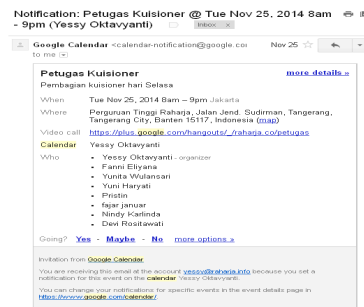 Notification: Petugas Kuisioner @ Tue Nov 25, 2014 8am
- 9pm (Yessy Oktavyanti)
Inbox x
Google Calendar <calendar-notification@google.com
Nov 25
to me
Petugas Kuisioner
more details »
Pembagian kuisioner hari Selasa
When Tue Nov 25, 2014 8am – 9pm Jakarta
Where Perguruan Tinggi Raharja, Jalan Jend. Sudirman, Tangerang,
Tangerang City, Banten 15117, Indonesia (map)
Video call https://plus.google.com/hangouts/_/raharja.co/petugas
Calendar Yessy Oktavyanti
Who • Yessy Oktavyanti - organizer
• Fanni Eliyana
• Yunita Wulansari
• Yuni Haryati
• Pristin
• fajar januar
• Nindy Karlinda
• Devi Rositawati
Going? Yes - Maybe - No more options »
Invitation from Google Calendar
You are receiving this email at the account yessy@raharja.info because you set a
notification for this event on the calendar Yessy Oktavyanti.
You can change your notifications for specific events in the event details page in
https://www.google.com/calendar/.